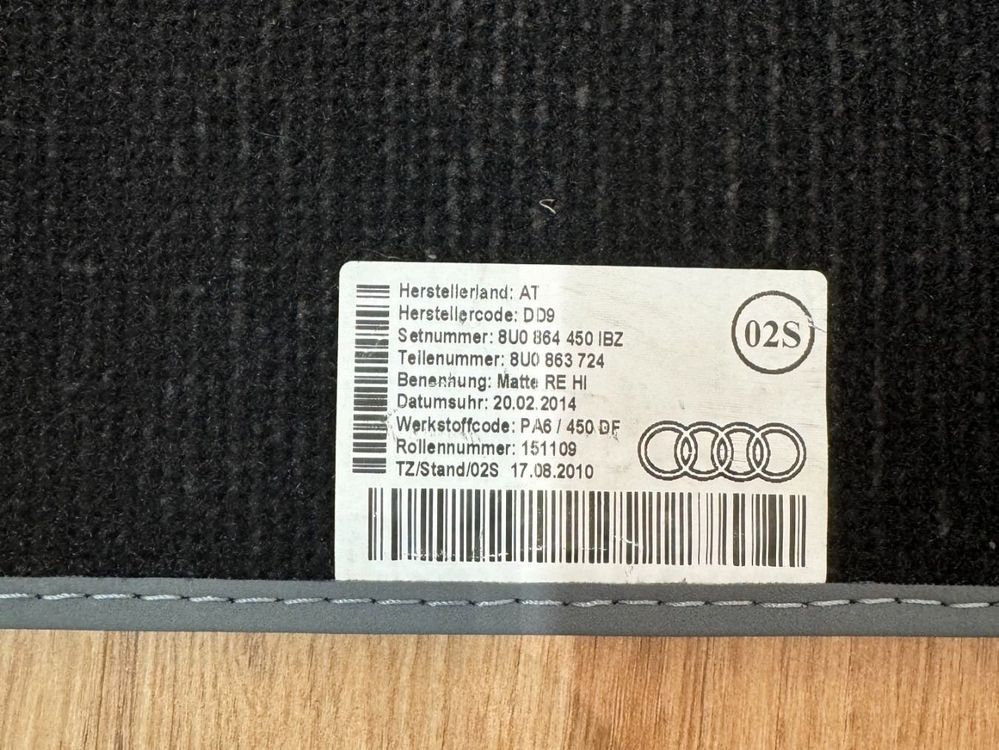 Herstellerland: AT
Herstellercode: DD9
Setnummer: 8U0 864 450 IBZ
Teilenummer: 8U0 863 724
Benennung: Matte RE HI
Datumsuhr: 20.02.2014
Werkstoffcode: PA6 / 450 DF
Rollennummer: 151109
TZ/Stand/02S 17.08.2010
02S